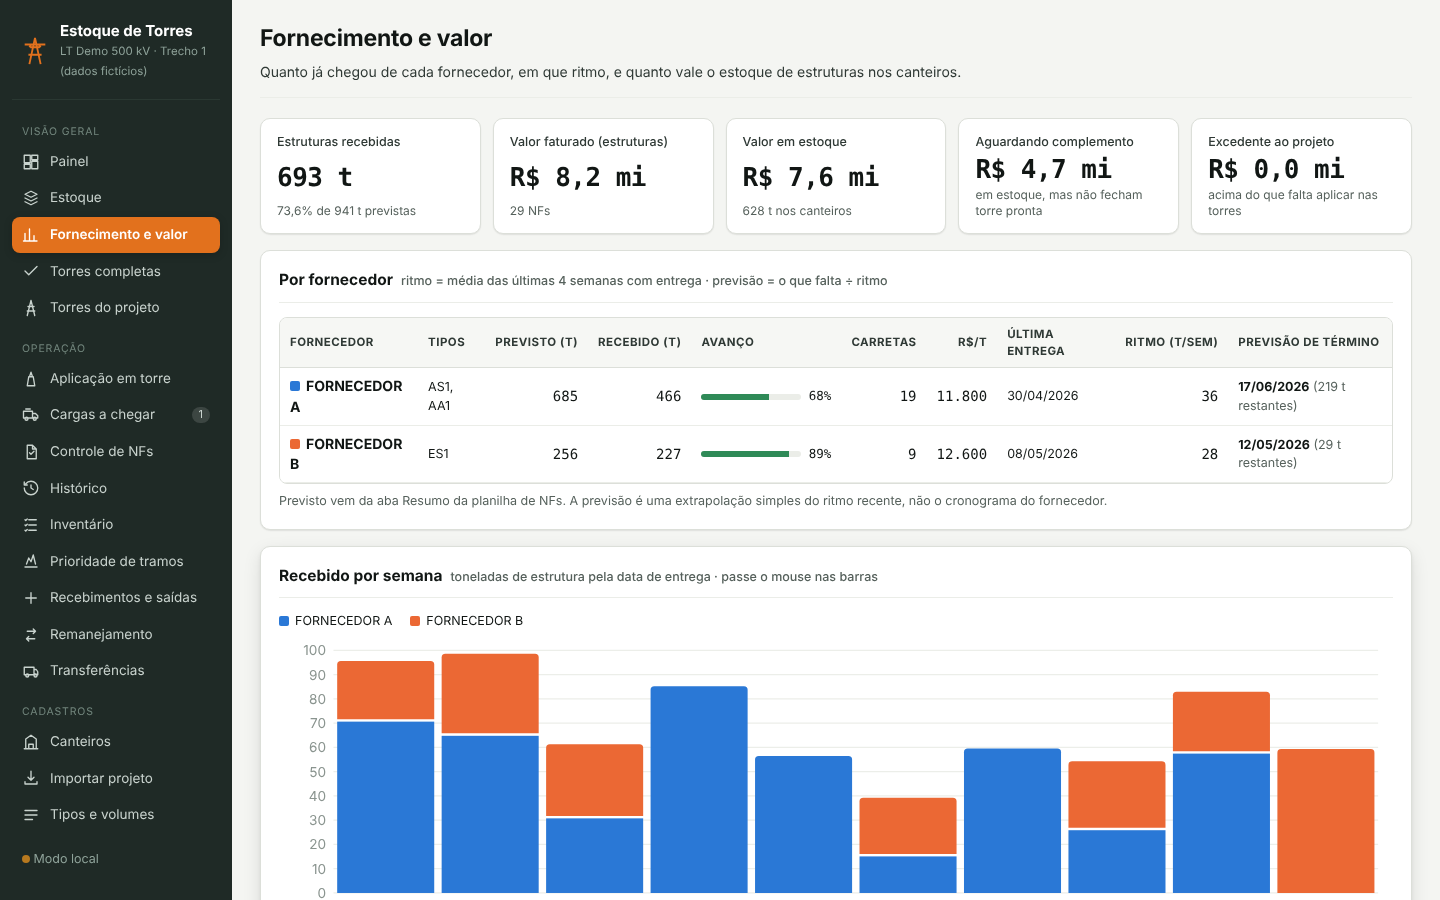 Estoque de Torres
LT Demo 500 kV · Trecho 1
(dados fictícios)
VISÃO GERAL
Painel
Estoque
Fornecimento e valor
Torres completas
Torres do projeto
OPERAÇÃO
Aplicação em torre
Cargas a chegar 1
Controle de NFs
Histórico
Inventário
Prioridade de tramos
Recebimentos e saídas
Remanejamento
Transferências
CADASTROS
Canteiros
Importar projeto
Tipos e volumes
Modo local
Fornecimento e valor
Quanto já chegou de cada fornecedor, em que ritmo, e quanto vale o estoque de estruturas nos canteiros.
Estruturas recebidas
693 t
73,6% de 941 t previstas
Valor faturado (estruturas)
R$ 8,2 mi
29 NFs
Valor em estoque
R$ 7,6 mi
628 t nos canteiros
Aguardando complemento
R$ 4,7 mi
em estoque, mas não fecham
torre pronta
Excedente ao projeto
R$ 0,0 mi
acima do que falta aplicar nas
torres
Por fornecedor ritmo = média das últimas 4 semanas com entrega · previsão = o que falta ÷ ritmo
FORNECEDOR TIPOS PREVISTO (T) RECEBIDO (T) AVANÇO CARRETAS R$/T ÚLTIMA ENTREGA RITMO (T/SEM) PREVISÃO DE TÉRMINO
FORNECEDOR A AS1, AA1 685 466 68% 19 11.800 30/04/2026 36 17/06/2026 (219 t restantes)
FORNECEDOR B ES1 256 227 89% 9 12.600 08/05/2026 28 12/05/2026 (29 t restantes)
Previsto vem da aba Resumo da planilha de NFs. A previsão é uma extrapolação simples do ritmo recente, não o cronograma do fornecedor.
Recebido por semana toneladas de estrutura pela data de entrega · passe o mouse nas barras
FORNECEDOR A FORNECEDOR B
100
90
80
70
60
50
40
30
20
10
0